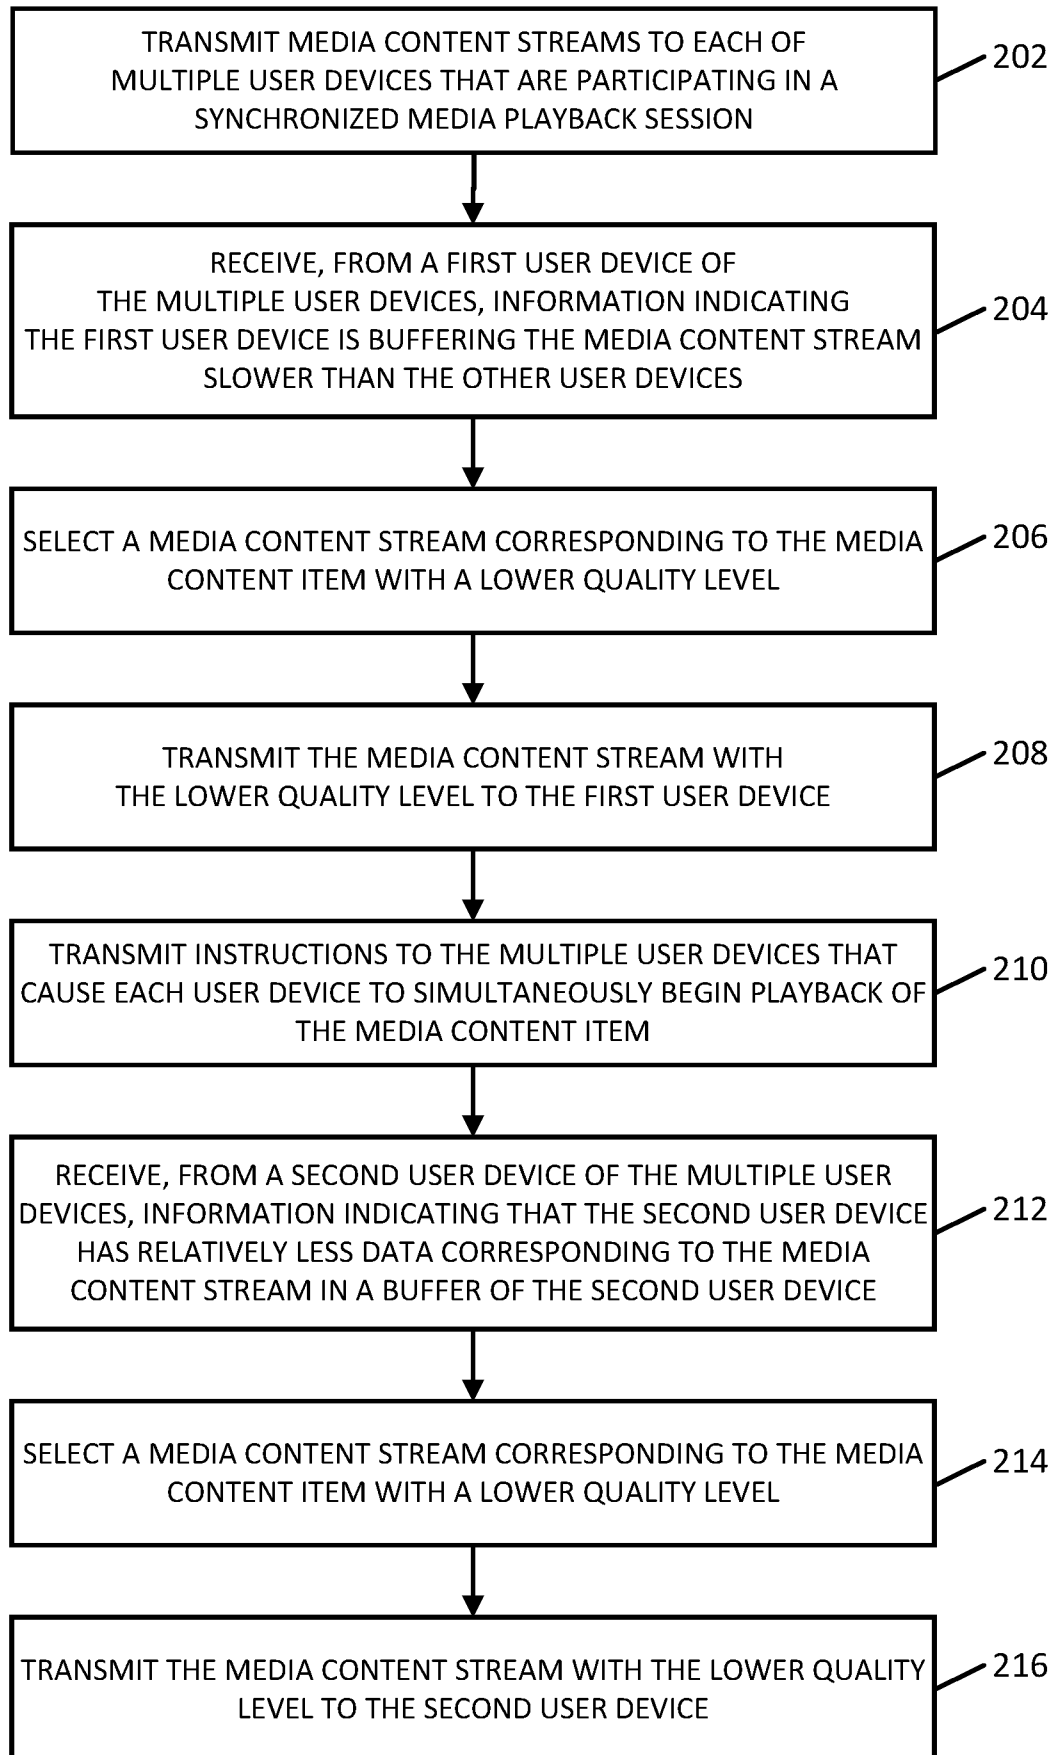 TRANSMIT MEDIA CONTENT STREAMS TO EACH OF
MULTIPLE USER DEVICES THAT ARE PARTICIPATING IN A
SYNCHRONIZED MEDIA PLAYBACK SESSION
202
RECEIVE, FROM A FIRST USER DEVICE OF
THE MULTIPLE USER DEVICES, INFORMATION INDICATING
THE FIRST USER DEVICE IS BUFFERING THE MEDIA CONTENT STREAM
SLOWER THAN THE OTHER USER DEVICES
204
SELECT A MEDIA CONTENT STREAM CORRESPONDING TO THE MEDIA
CONTENT ITEM WITH A LOWER QUALITY LEVEL
206
TRANSMIT THE MEDIA CONTENT STREAM WITH
THE LOWER QUALITY LEVEL TO THE FIRST USER DEVICE
208
TRANSMIT INSTRUCTIONS TO THE MULTIPLE USER DEVICES THAT
CAUSE EACH USER DEVICE TO SIMULTANEOUSLY BEGIN PLAYBACK OF
THE MEDIA CONTENT ITEM
210
RECEIVE, FROM A SECOND USER DEVICE OF THE MULTIPLE USER
DEVICES, INFORMATION INDICATING THAT THE SECOND USER DEVICE
HAS RELATIVELY LESS DATA CORRESPONDING TO THE MEDIA
CONTENT STREAM IN A BUFFER OF THE SECOND USER DEVICE
212
SELECT A MEDIA CONTENT STREAM CORRESPONDING TO THE MEDIA
CONTENT ITEM WITH A LOWER QUALITY LEVEL
214
TRANSMIT THE MEDIA CONTENT STREAM WITH THE LOWER QUALITY
LEVEL TO THE SECOND USER DEVICE
216